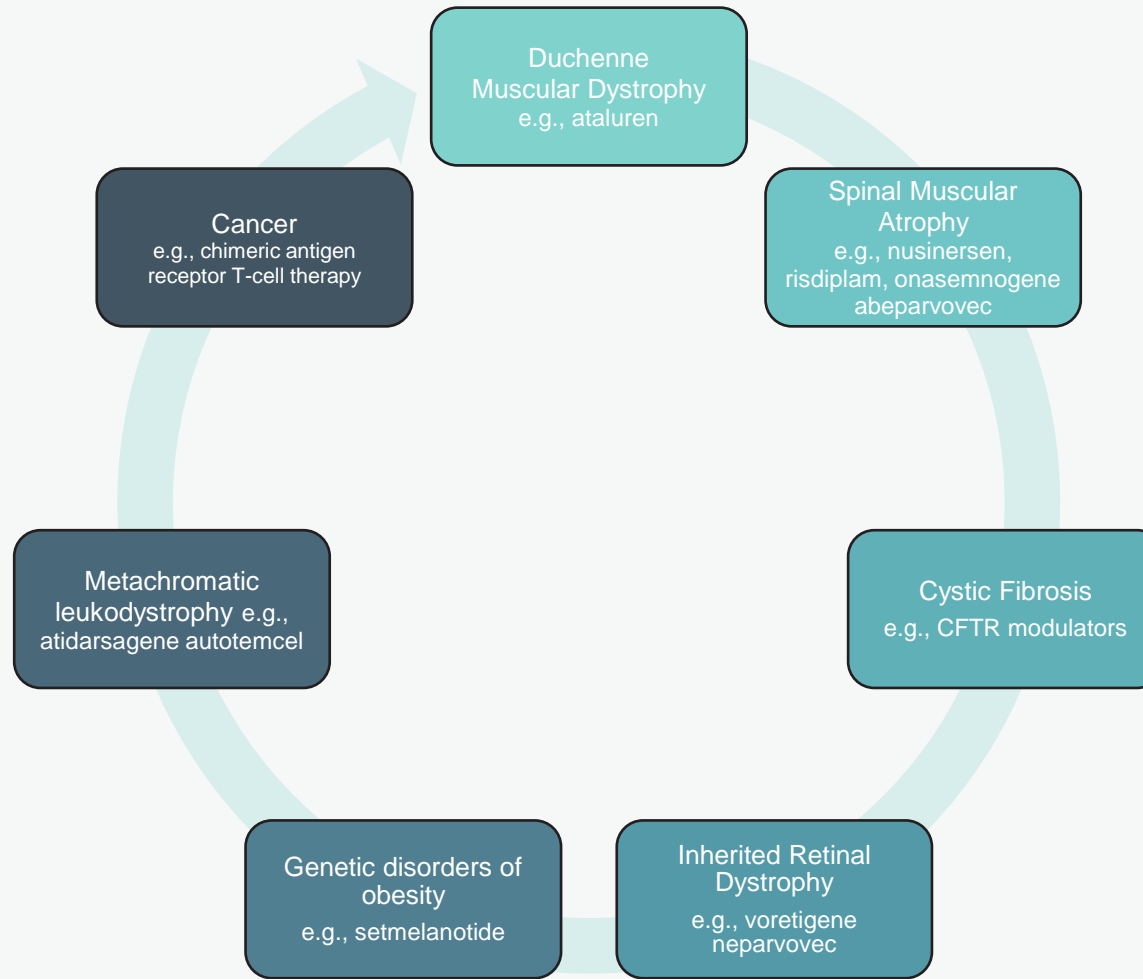 Duchenne
Muscular Dystrophy
e.g., ataluren
Spinal Muscular
Atrophy
e.g., nusinersen,
risdiplam, onasemnogene
abeparvovec
Cystic Fibrosis
e.g., CFTR modulators
Inherited Retinal
Dystrophy
e.g., voretigene
neparvovec
Genetic disorders of
obesity
e.g., setmelanotide
Metachromatic
leukodystrophy e.g.,
atidarsagene autotemcel
Cancer
e.g., chimeric antigen
receptor T-cell therapy